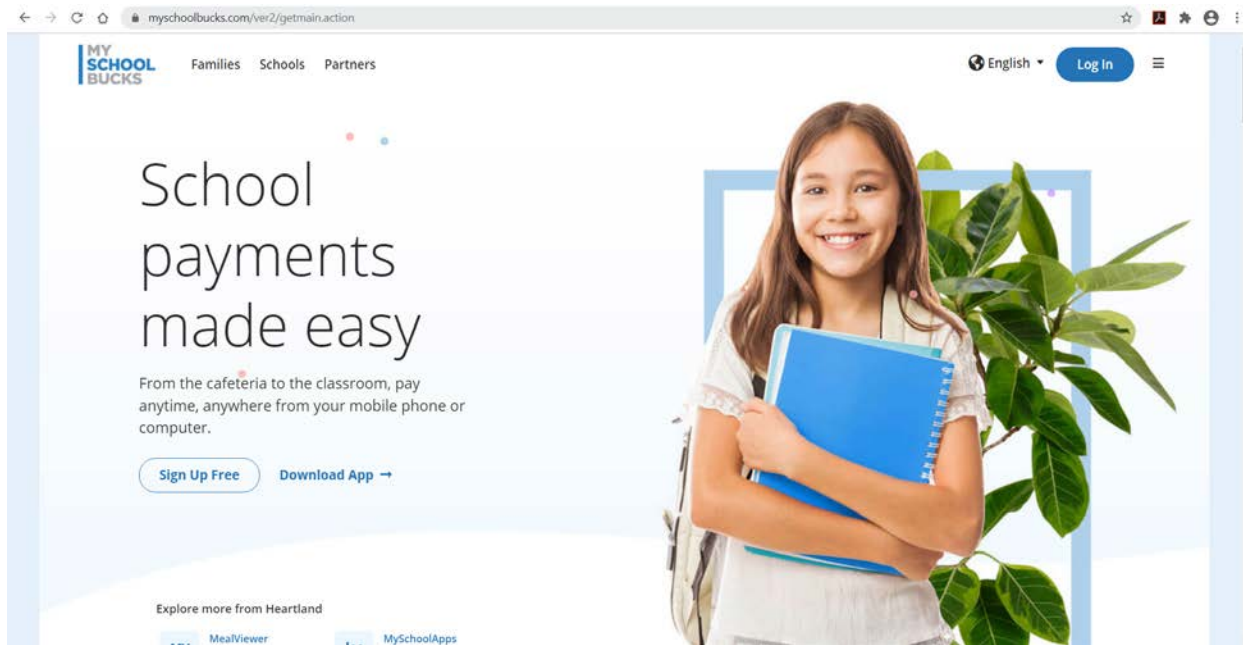 myschoolbucks.com/ver2/getmain.action
MY
SCHOOL
BUCKS
Families Schools Partners
English
Log In
School
payments
made easy
From the cafeteria to the classroom, pay
anytime, anywhere from your mobile phone or
computer.
Sign Up Free Download App →
Explore more from Heartland
MealViewer MySchoolApps